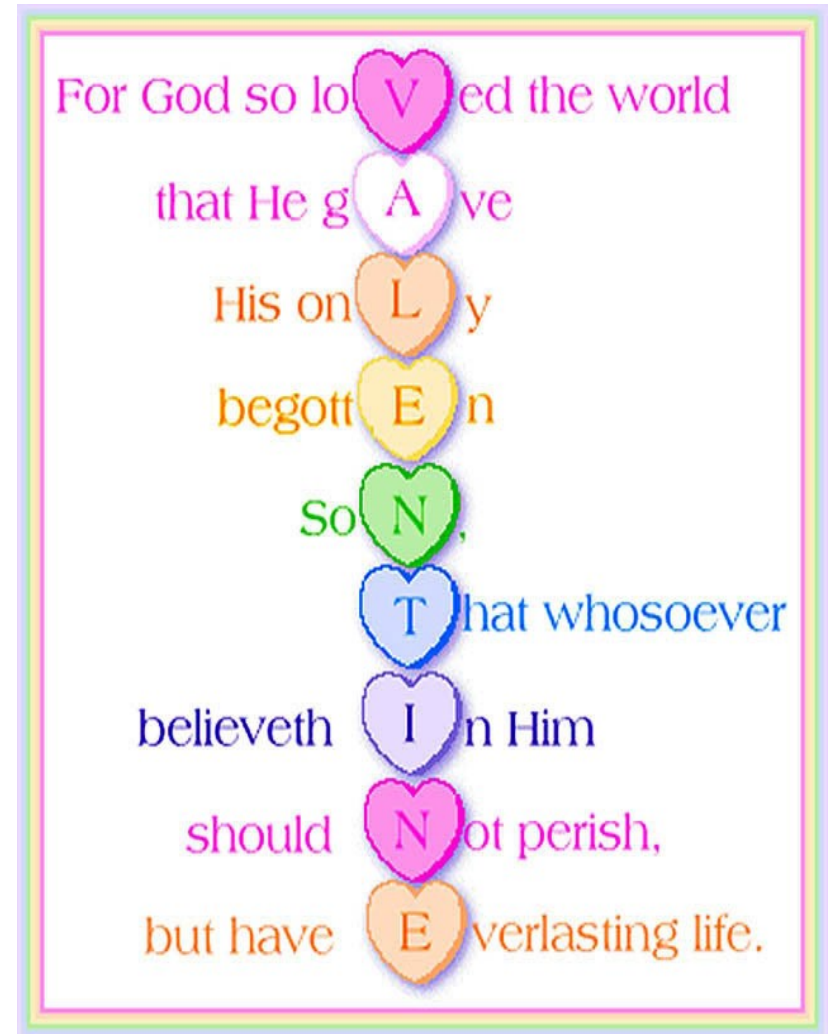 For God so loVed the world
that He gAve
His onLy
begottEn
SoN,
That whosoever
believeth In Him
should Not perish,
but have Everlasting life.